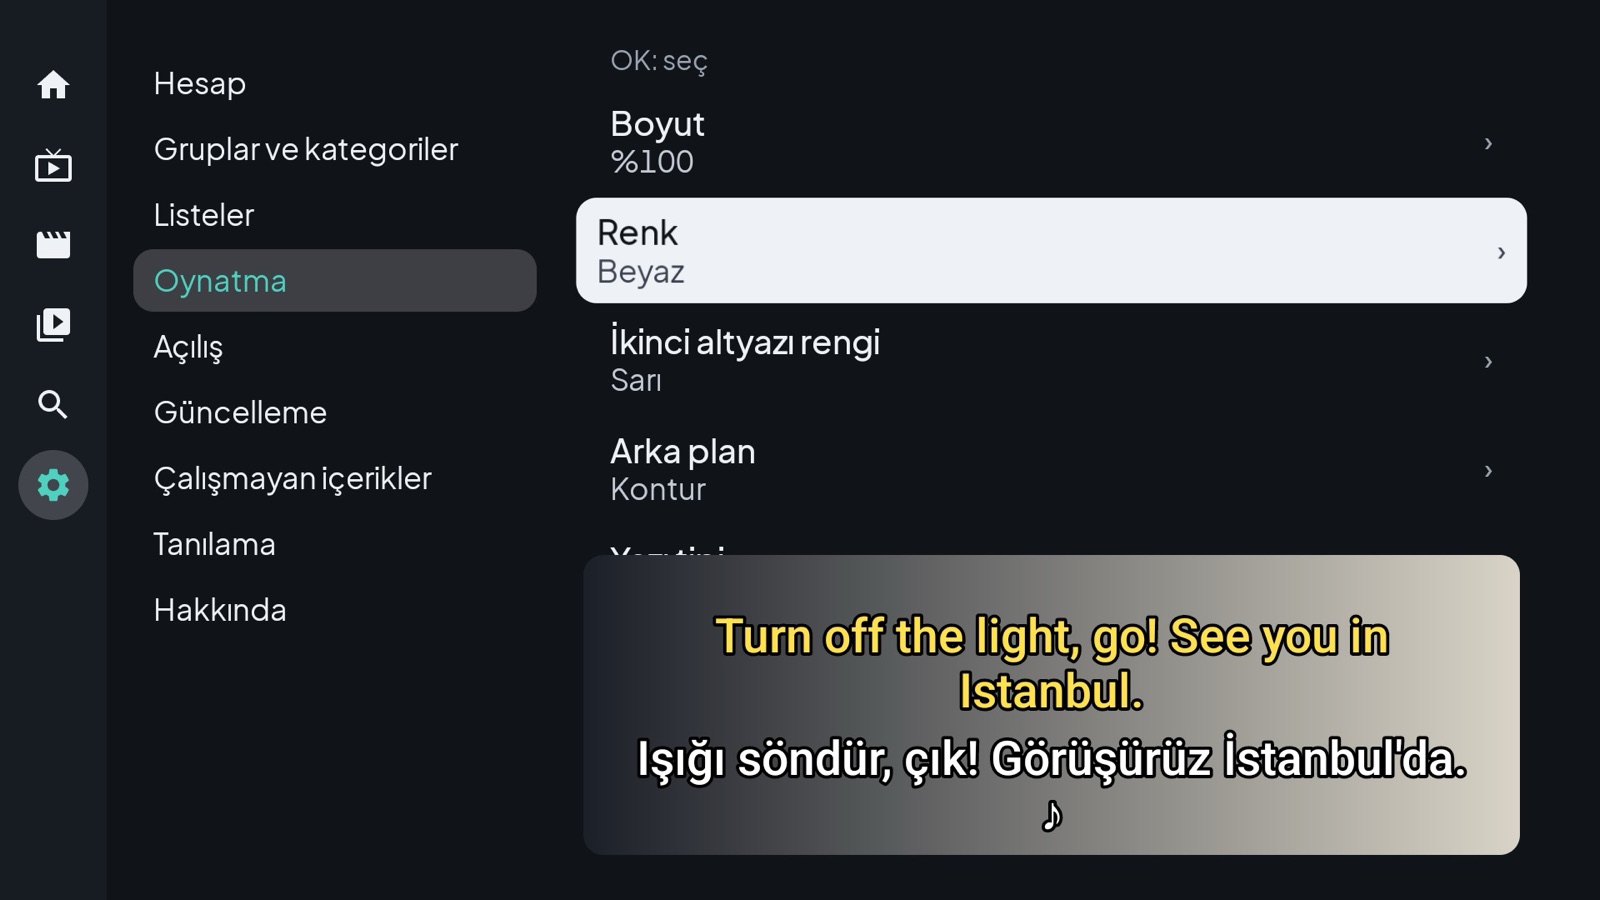 Hesap
Gruplar ve kategoriler
Listeler
Oynatma
Açılış
Güncelleme
Çalışmayan içerikler
Tanılama
Hakkında
OK: seç
Boyut
%100
Renk
Beyaz
İkinci altyazı rengi
Sarı
Arka plan
Kontur
Turn off the light, go! See you in
Istanbul.
Işığı söndür, çık! Görüşürüz İstanbul'da.
♪